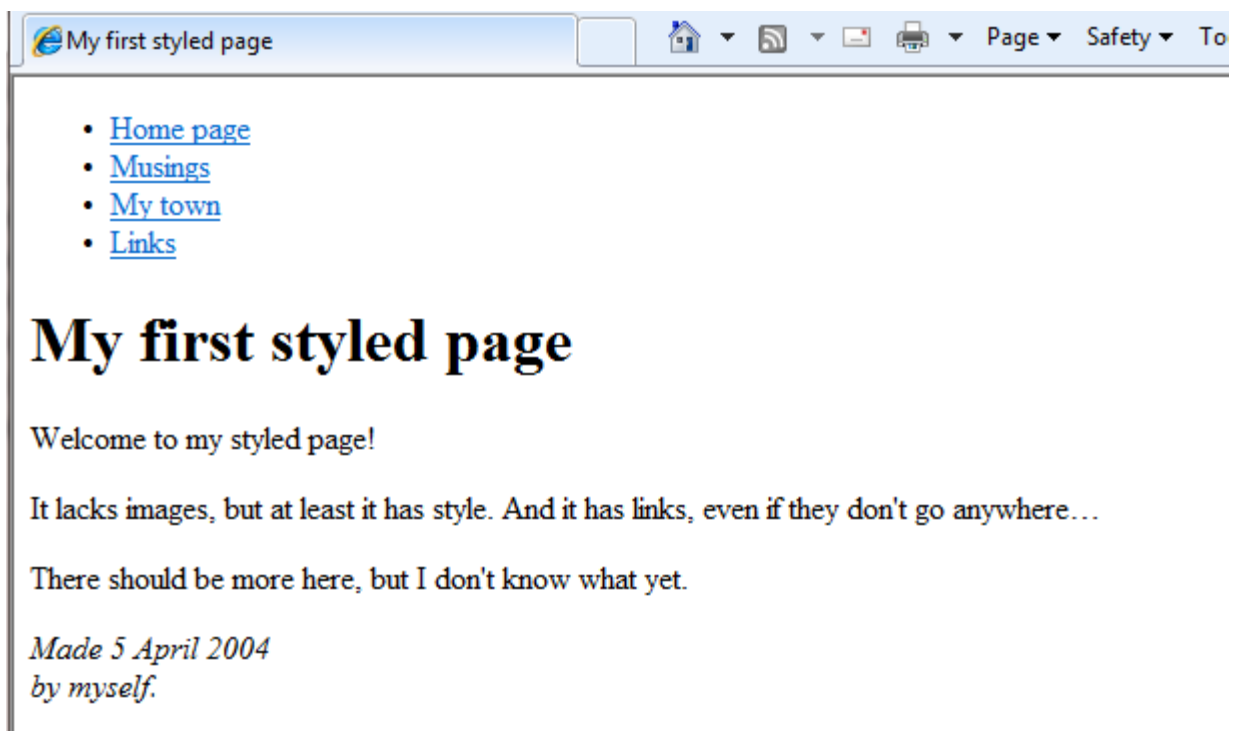 My first styled page
Page Safety
• Home page
• Musings
• My town
• Links
My first styled page
Welcome to my styled page!
It lacks images, but at least it has style. And it has links, even if they don't go anywhere…
There should be more here, but I don't know what yet.
Made 5 April 2004
by myself.